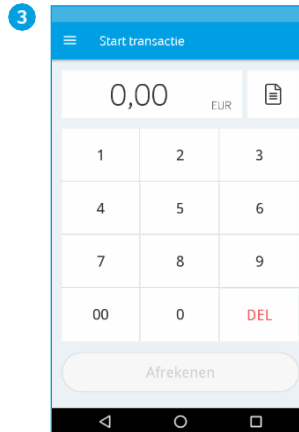 3
Start transactie
0,00 EUR
1 2 3
4 5 6
7 8 9
00 0 DEL
Afrekenen